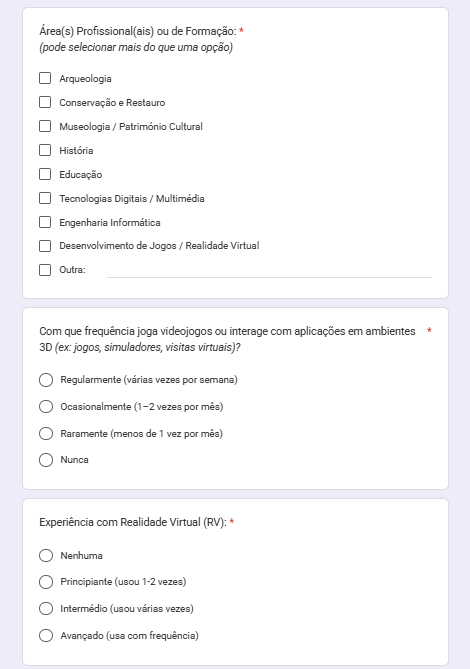 Área(s) Profissional(ais) ou de Formação: *
(pode selecionar mais do que uma opção)
Arqueologia
Conservação e Restauro
Museologia / Património Cultural
História
Educação
Tecnologias Digitais / Multimédia
Engenharia Informática
Desenvolvimento de Jogos / Realidade Virtual
Outra:
Com que frequência joga videojogos ou interage com aplicações em ambientes *
3D (ex: jogos, simuladores, visitas virtuais)?
Regularmente (várias vezes por semana)
Ocasionalmente (1–2 vezes por mês)
Raramente (menos de 1 vez por mês)
Nunca
Experiência com Realidade Virtual (RV): *
Nenhuma
Principiante (usou 1-2 vezes)
Intermédio (usou várias vezes)
Avançado (usa com frequência)